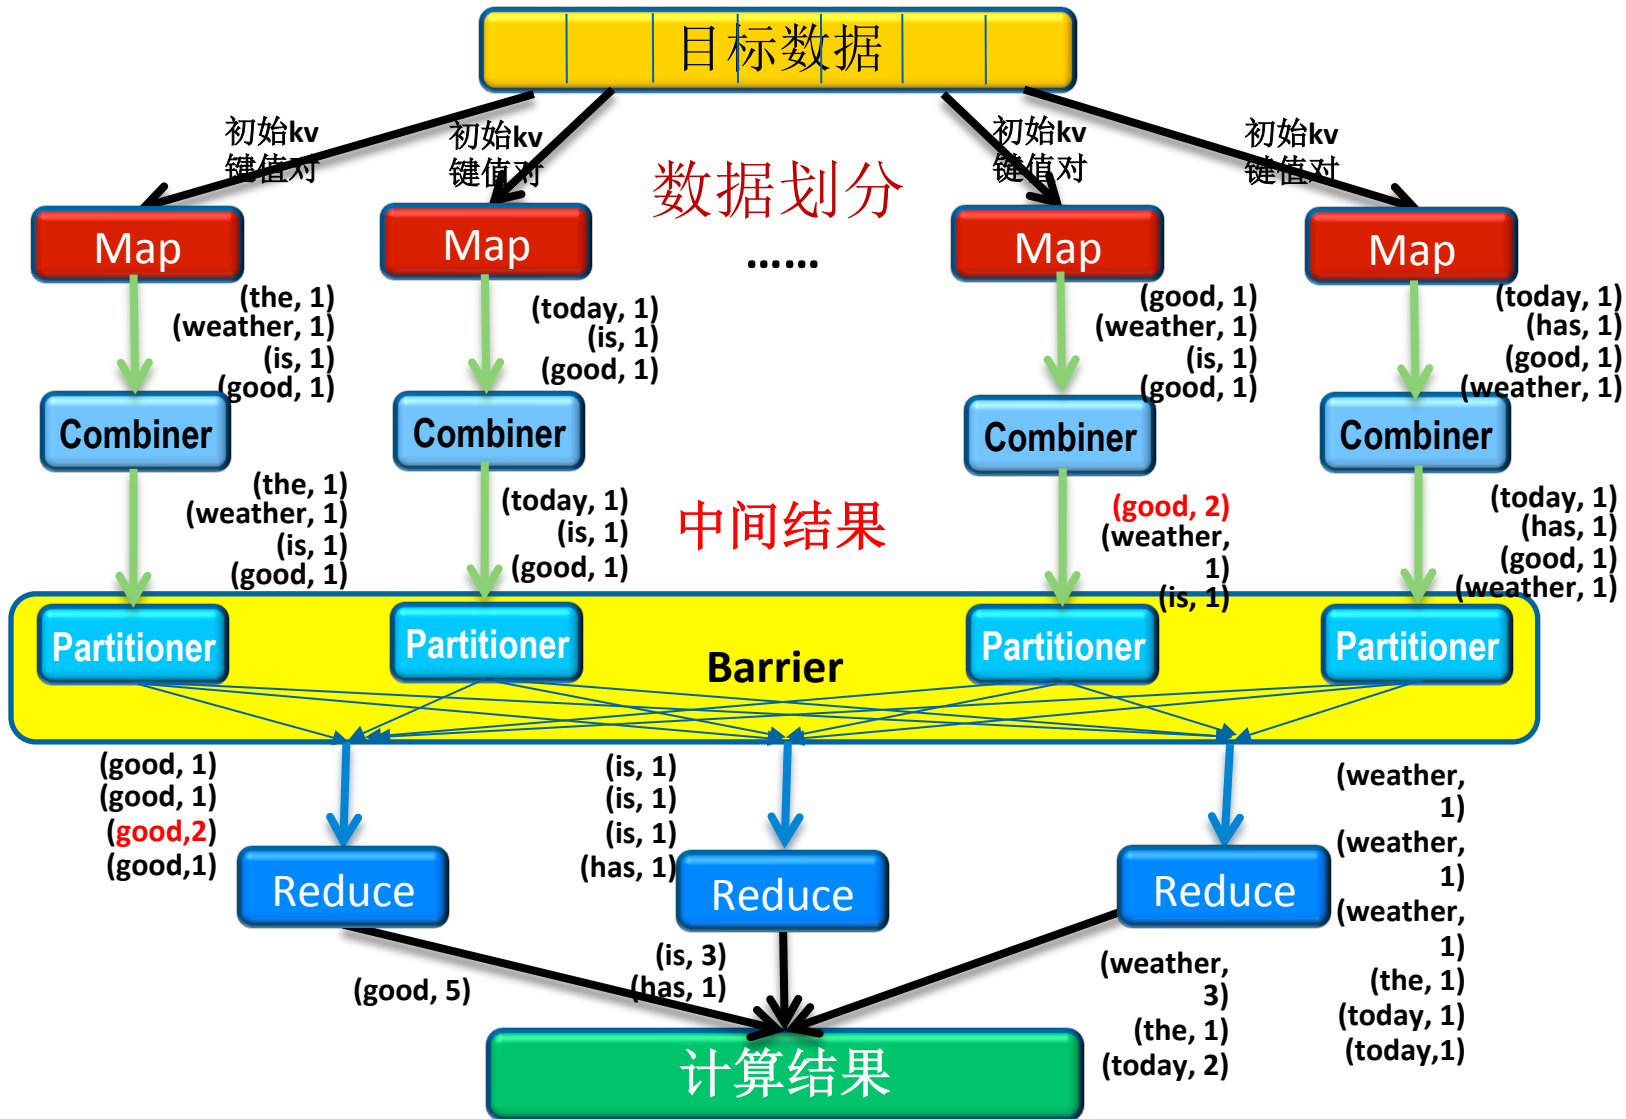 目标数据
初始kv
键值对
初始kv
键值对
初始kv
键值对
初始kv
键值对
数据划分
……
Map
Map
Map
Map
(the, 1)
(weather, 1)
(is, 1)
(good, 1)
(today, 1)
(is, 1)
(good, 1)
(good, 1)
(weather, 1)
(is, 1)
(good, 1)
(today, 1)
(has, 1)
(good, 1)
(weather, 1)
Combiner
Combiner
Combiner
Combiner
(the, 1)
(weather, 1)
(is, 1)
(good, 1)
(today, 1)
(is, 1)
(good, 1)
中间结果
(good, 2)
(weather,
1)
(is, 1)
(today, 1)
(has, 1)
(good, 1)
(weather, 1)
Partitioner
Partitioner
Barrier
Partitioner
Partitioner
(good, 1)
(good, 1)
(good,2)
(good,1)
(is, 1)
(is, 1)
(is, 1)
(has, 1)
(weather,
1)
(weather,
1)
(weather,
1)
(the, 1)
(today, 1)
(today,1)
Reduce
Reduce
Reduce
(good, 5)
(is, 3)
(has, 1)
(weather,
3)
(the, 1)
(today, 2)
计算结果